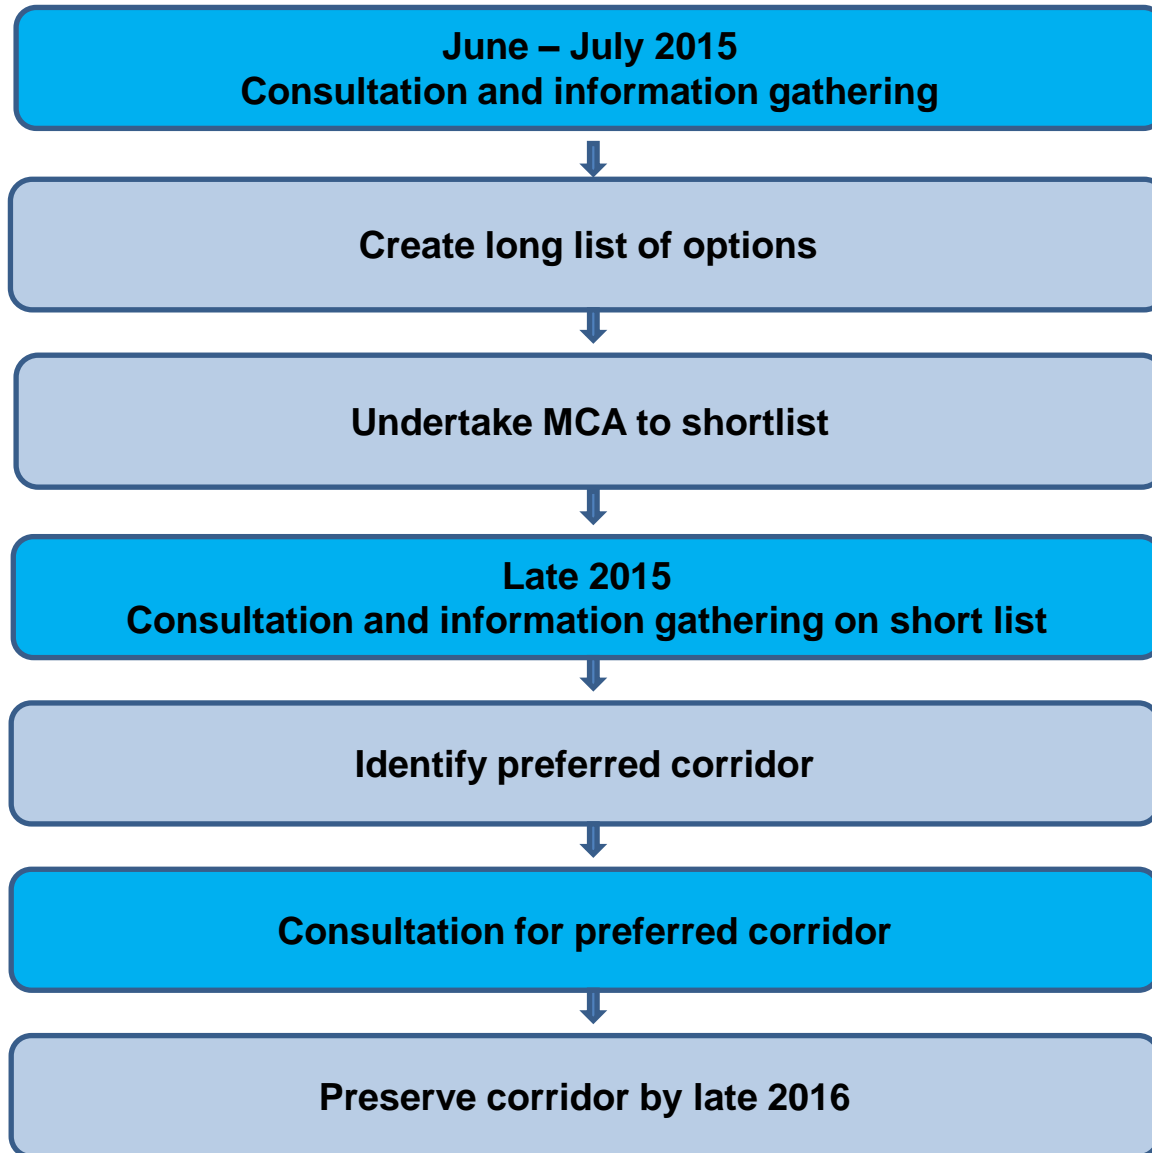 June – July 2015
Consultation and information gathering
Create long list of options
Undertake MCA to shortlist
Late 2015
Consultation and information gathering on short list
Identify preferred corridor
Consultation for preferred corridor
Preserve corridor by late 2016